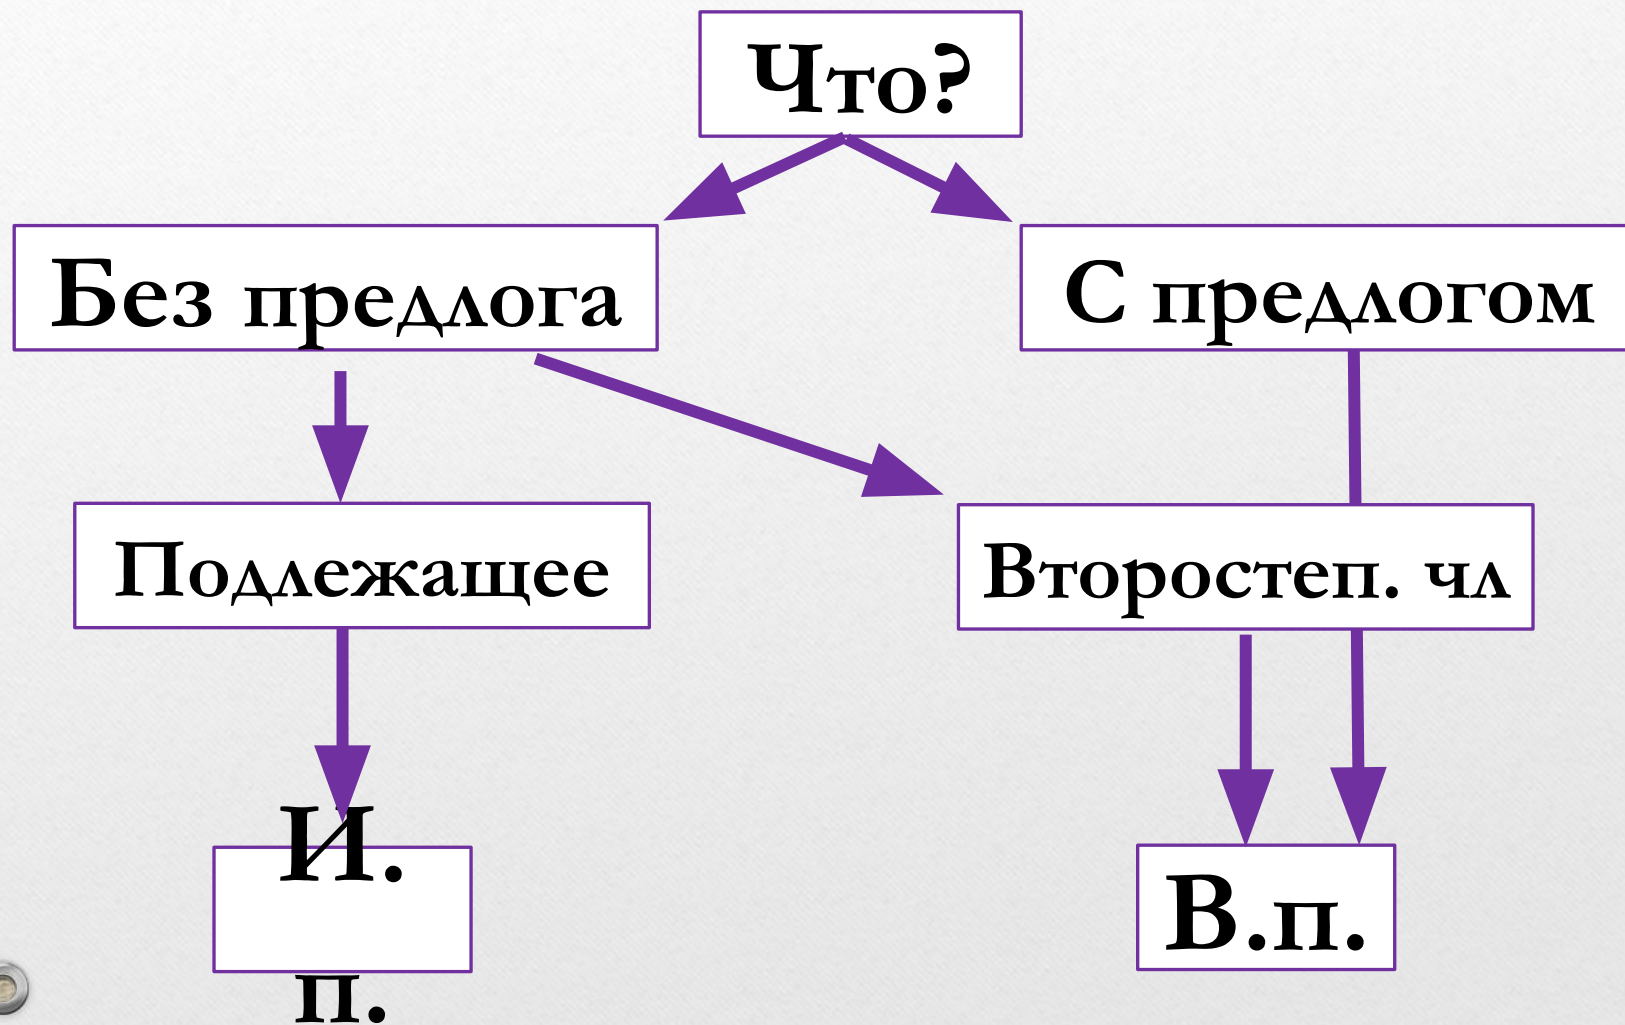 Что?
Без предлога
С предлогом
Подлежащее
Второстеп. чл
И.
п.
В.п.